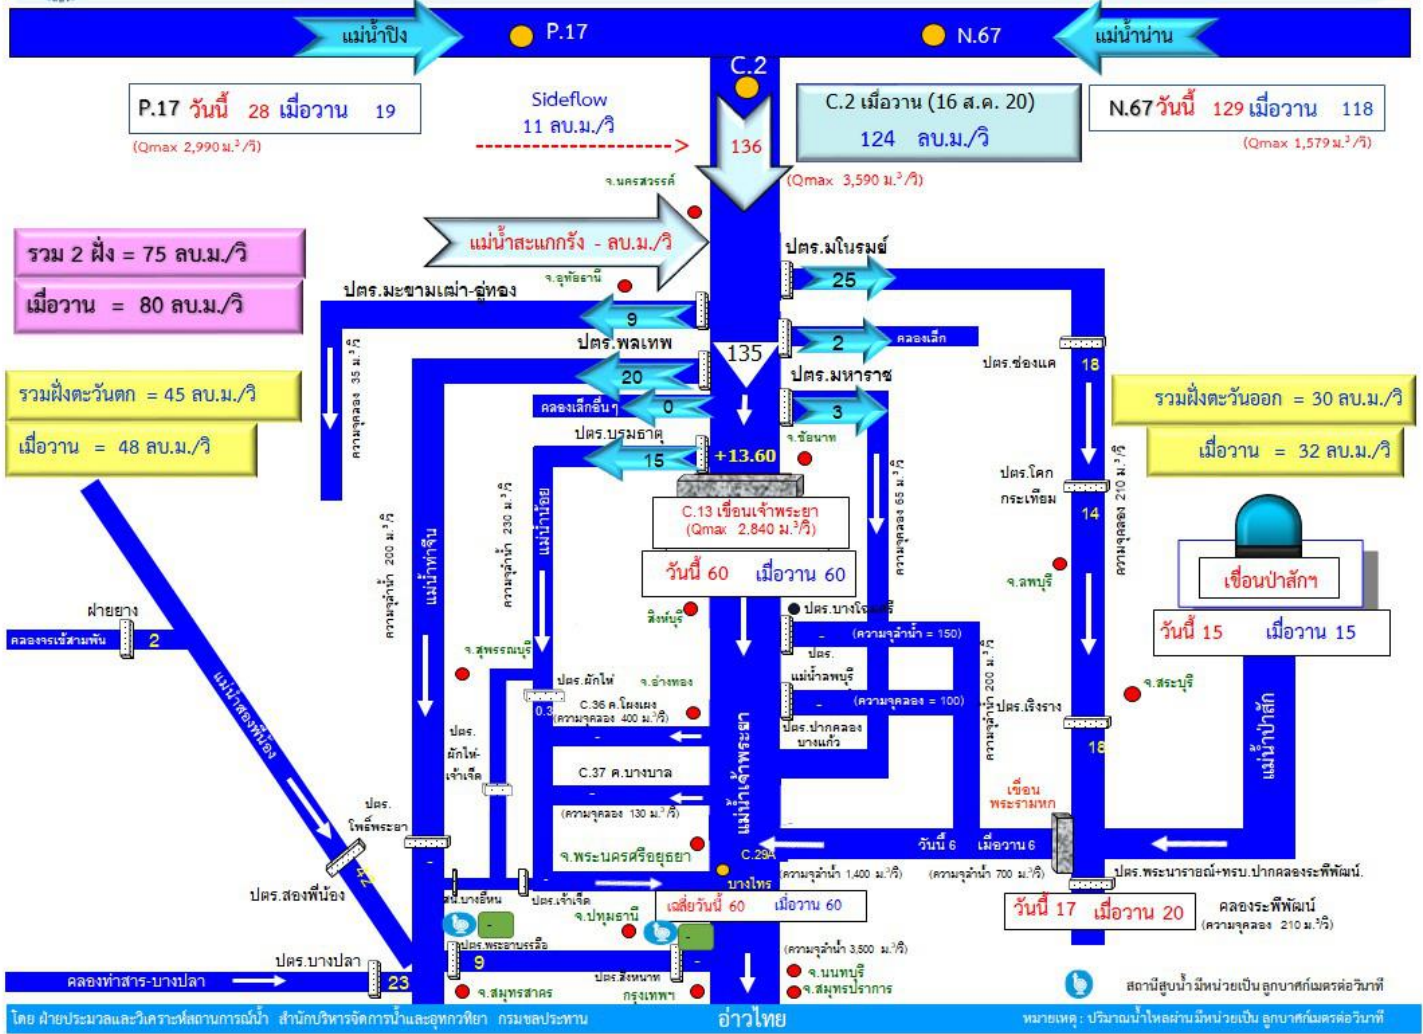 แม่น้ำปิง
P.17
N.67
แม่น้ำน่าน
C.2
P.17 วันนี้ 28 เมื่อวาน 19
(Qmax 2,990 ม.³/วิ)
Sideflow
11 ลบ.ม./วิ
136
C.2 เมื่อวาน (16 ส.ค. 20)
124 ลบ.ม./วิ
(Qmax 3,590 ม.³/วิ)
N.67 วันนี้ 129 เมื่อวาน 118
(Qmax 1,579 ม.³/วิ)
จ.นครสวรรค์
แม่น้ำสะแกกรัง - ลบ.ม./วิ
รวม 2 ฝั่ง = 75 ลบ.ม./วิ
เมื่อวาน = 80 ลบ.ม./วิ
จ.อุทัยธานี
ปตร.มโนรมย์
25
ปตร.มะขามเฒ่า-อู่ทอง
9
2
คลองเล็ก
ปตร.พลเทพ
135
20
ปตร.มหาราช
ปตร.ช่องแค
18
คลองเล็กอื่นๆ
0
3
รวมฝั่งตะวันตก = 45 ลบ.ม./วิ
เมื่อวาน = 48 ลบ.ม./วิ
รวมฝั่งตะวันออก = 30 ลบ.ม./วิ
เมื่อวาน = 32 ลบ.ม./วิ
ความจุคลอง 35 ม.³/วิ
ปตร.บรมธาตุ
15
+13.60
จ.ชัยนาท
ปตร.โคก
กระเทียม
14
C.13 เขื่อนเจ้าพระยา
(Qmax 2,840 ม.³/วิ)
วันนี้ 60 เมื่อวาน 60
ความจุลำน้ำ 200 ม.³/วิ
แม่น้ำท่าจีน
ความจุลำน้ำ 230 ม.³/วิ
แม่น้ำน้อย
ความจุคลอง 65 ม.³/วิ
ความจุคลอง 210 ม.³/วิ
จ.ลพบุรี
เขื่อนป่าสักฯ
วันนี้ 15 เมื่อวาน 15
ฝายยาง
คลองจรเข้สามพัน
2
สิงห์บุรี
ปตร.บางโฉมศรี
- (ความจุลำน้ำ = 150)
จ.สุพรรณบุรี
ปตร.
แม่น้ำลพบุรี
- (ความจุคลอง = 100)
ความจุลำน้ำ 200 ม.³/วิ
จ.สระบุรี
แม่น้ำสองพี่น้อง
ปตร.ผักไห่
0.3
จ.อ่างทอง
C.36 ค.โผงเผง
(ความจุคลอง 400 ม.³/วิ)
-
ปตร.ปากคลอง
บางแก้ว
ปตร.เริงราง
18
แม่น้ำป่าสัก
ปตร.
ผักไห่-
เจ้าเจ็ด
C.37 ค.บางบาล
-
(ความจุคลอง 130 ม.³/วิ)
แม่น้ำเจ้าพระยา
เขื่อน
พระรามหก
ปตร.
โพธิ์พระยา
-
จ.พระนครศรีอยุธยา
C.29A
บางไทร
วันนี้ 6 เมื่อวาน 6
(ความจุลำน้ำ 1,400 ม.³/วิ)
(ความจุลำน้ำ 700 ม.³/วิ)
ปตร.พระนารายณ์+ทรบ.ปากคลองระพีพัฒน์.
42
ปตร.สองพี่น้อง
สน.บางยี่หน
ปตร.เจ้าเจ็ด
-
เฉลี่ยวันนี้ 60 เมื่อวาน 60
วันนี้ 17 เมื่อวาน 20
คลองระพีพัฒน์
(ความจุคลอง 210 ม.³/วิ)
จ.ปทุมธานี
-
-
ปตร.พระยาบรรลือ
9
ปตร.สิงหนาท
-
(ความจุลำน้ำ 3,500 ม.³/วิ)
ปตร.บางปลา
คลองท่าสาร-บางปลา
23
จ.สมุทรสาคร
กรุงเทพฯ
จ.นนทบุรี
จ.สมุทรปราการ
สถานีสูบน้ำ มีหน่วยเป็น ลูกบาศก์เมตรต่อวินาที
โดย ฝ่ายประมวลและวิเคราะห์สถานการณ์น้ำ สำนักบริหารจัดการน้ำและอุทกวิทยา กรมชลประทาน
อ่าวไทย
หมายเหตุ : ปริมาณน้ำไหลผ่าน มีหน่วยเป็น ลูกบาศก์เมตรต่อวินาที